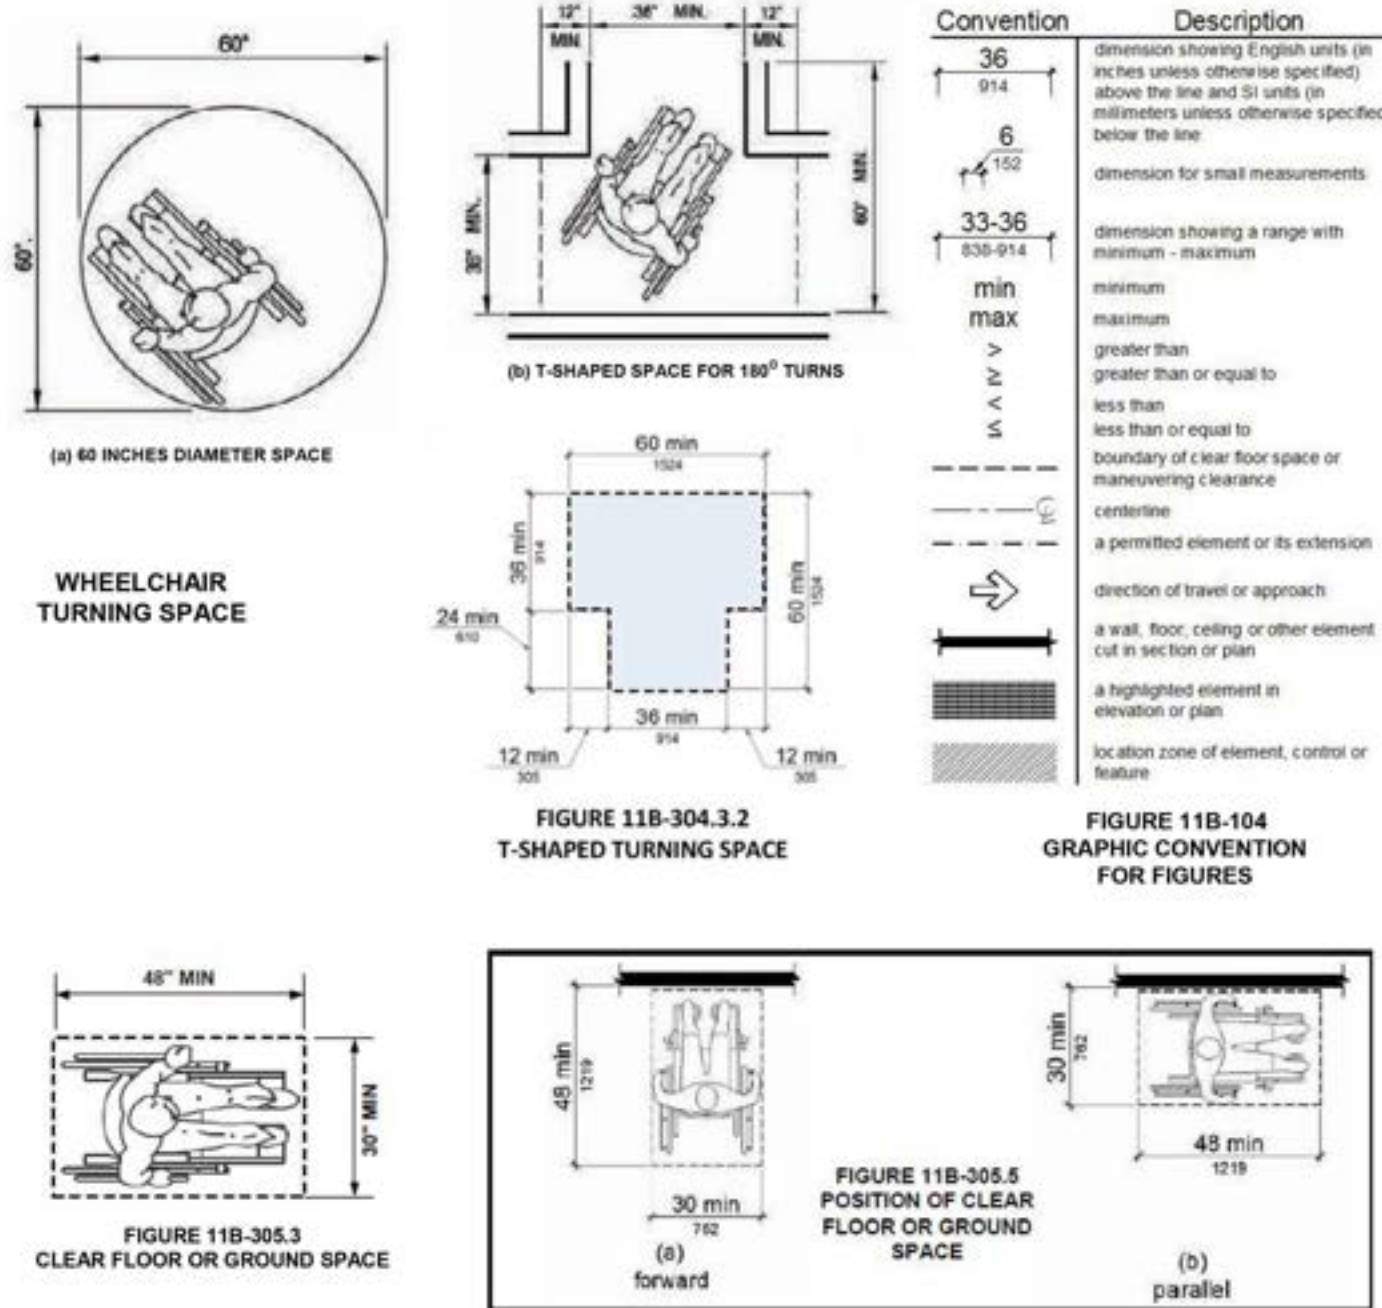 60"
60".
(a) 60 INCHES DIAMETER SPACE
WHEELCHAIR
TURNING SPACE
12"
MIN.
36" MIN.
12"
MIN.
36" MIN.
60" MIN.
(b) T-SHAPED SPACE FOR 180° TURNS
60 min
1524
36 min
914
24 min
610
60 min
1524
36 min
914
12 min
305
12 min
305
FIGURE 11B-304.3.2
T-SHAPED TURNING SPACE
Convention Description
36
914
dimension showing English units (in
inches unless otherwise specified)
above the line and SI units (in
millimeters unless otherwise specified
below the line
6
152
dimension for small measurements
33-36
838-914
dimension showing a range with
minimum - maximum
min minimum
max maximum
> greater than
≥ greater than or equal to
< less than
≤ less than or equal to
boundary of clear floor space or
maneuvering clearance
centerline
a permitted element or its extension
direction of travel or approach
a wall, floor, ceiling or other element
cut in section or plan
a highlighted element in
elevation or plan
location zone of element, control or
feature
FIGURE 11B-104
GRAPHIC CONVENTION
FOR FIGURES
48" MIN
30" MIN
FIGURE 11B-305.3
CLEAR FLOOR OR GROUND SPACE
48 min
1219
30 min
762
(a)
forward
FIGURE 11B-305.5
POSITION OF CLEAR
FLOOR OR GROUND
SPACE
30 min
762
48 min
1219
(b)
parallel